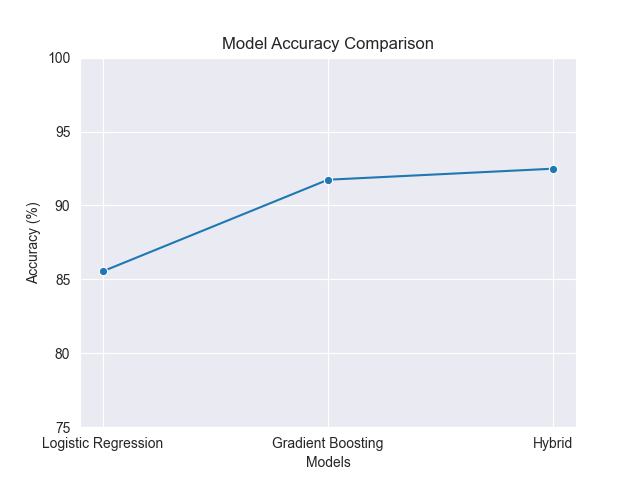 Model Accuracy Comparison
100
95
90
85
80
75
Accuracy (%)
Logistic Regression Gradient Boosting Hybrid
Models